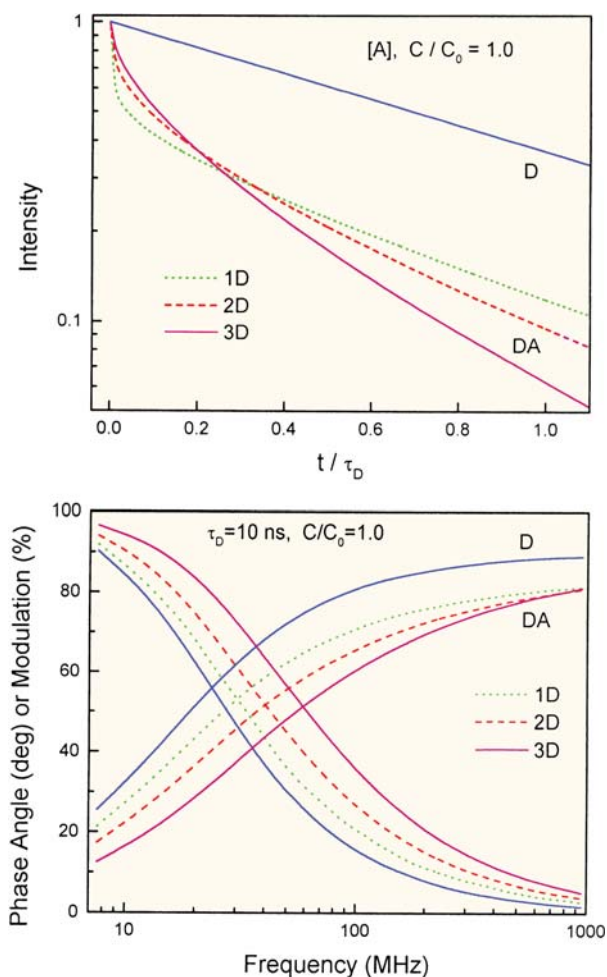 1
[A], C / C₀ = 1.0
D
Intensity
1D
2D
3D
0.1
DA
0.0 0.2 0.4 0.6 0.8 1.0
t / τ_D
100
τ_D=10 ns, C/C₀=1.0
D
80
DA
Phase Angle (deg) or Modulation (%)
60
1D
2D
3D
40
20
0
10 100 1000
Frequency (MHz)